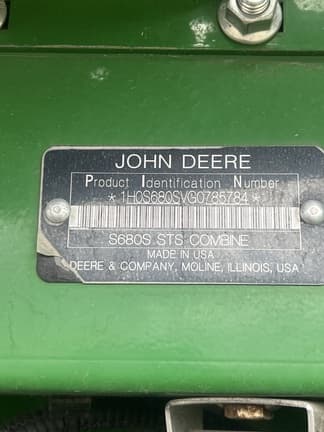 JOHN DEERE
Product Identification Number
*1H0S680SVG0785784*
S680S STS COMBINE
MADE IN USA
DEERE & COMPANY, MOLINE, ILLINOIS, USA